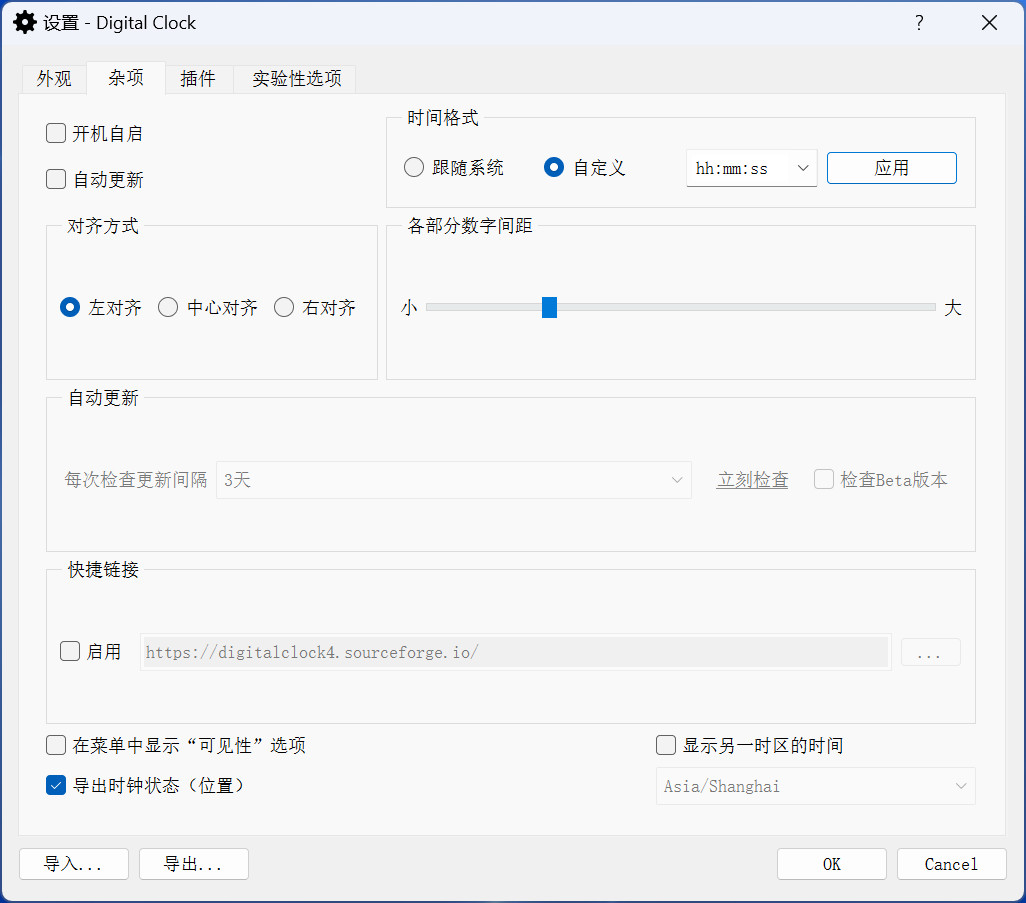 设置 - Digital Clock
?
外观 杂项 插件 实验性选项
开机自启
自动更新
时间格式
跟随系统 自定义 hh:mm:ss 应用
对齐方式
左对齐 中心对齐 右对齐
各部分数字间距
小 大
自动更新
每次检查更新间隔 3天 立刻检查 检查Beta版本
快捷链接
启用 https://digitalclock4.sourceforge.io/ ...
在菜单中显示“可见性”选项
显示另一时区的时间
导出时钟状态（位置）
Asia/Shanghai
导入... 导出... OK Cancel